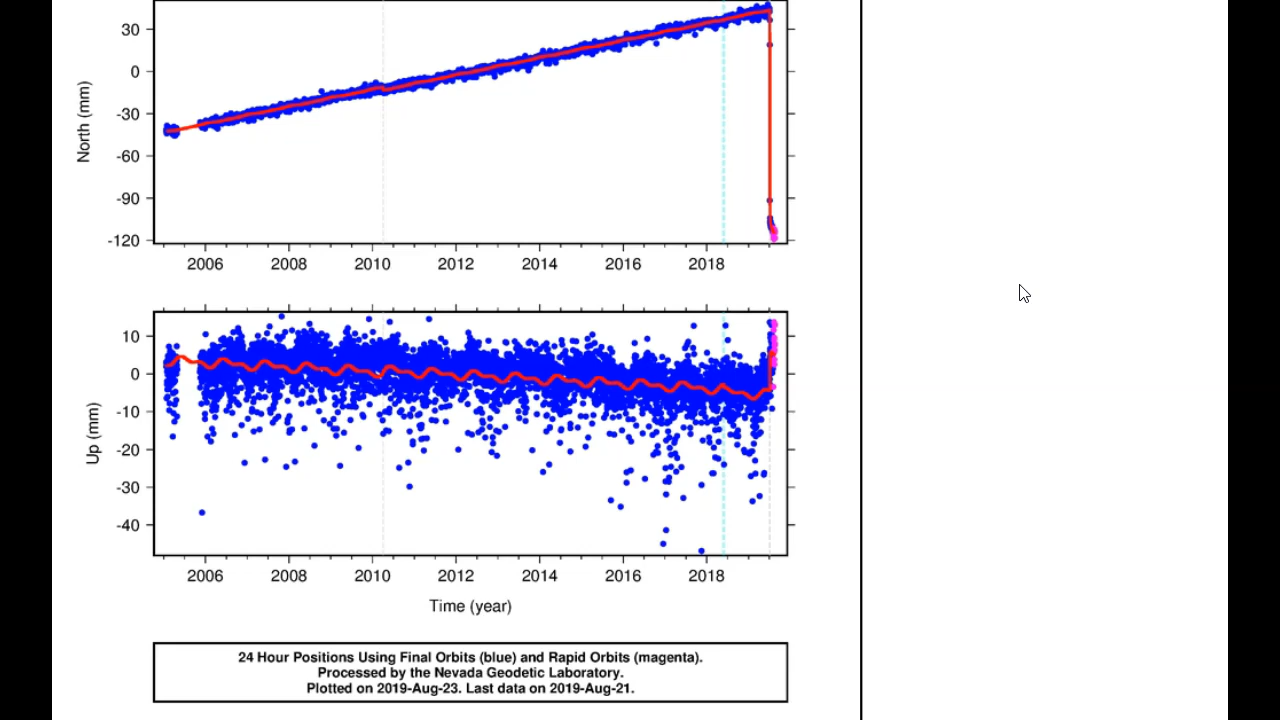 30
0
-30
-60
-90
-120
North (mm)
2006 2008 2010 2012 2014 2016 2018
10
0
-10
-20
-30
-40
Up (mm)
2006 2008 2010 2012 2014 2016 2018
Time (year)
24 Hour Positions Using Final Orbits (blue) and Rapid Orbits (magenta).
Processed by the Nevada Geodetic Laboratory.
Plotted on 2019-Aug-23. Last data on 2019-Aug-21.